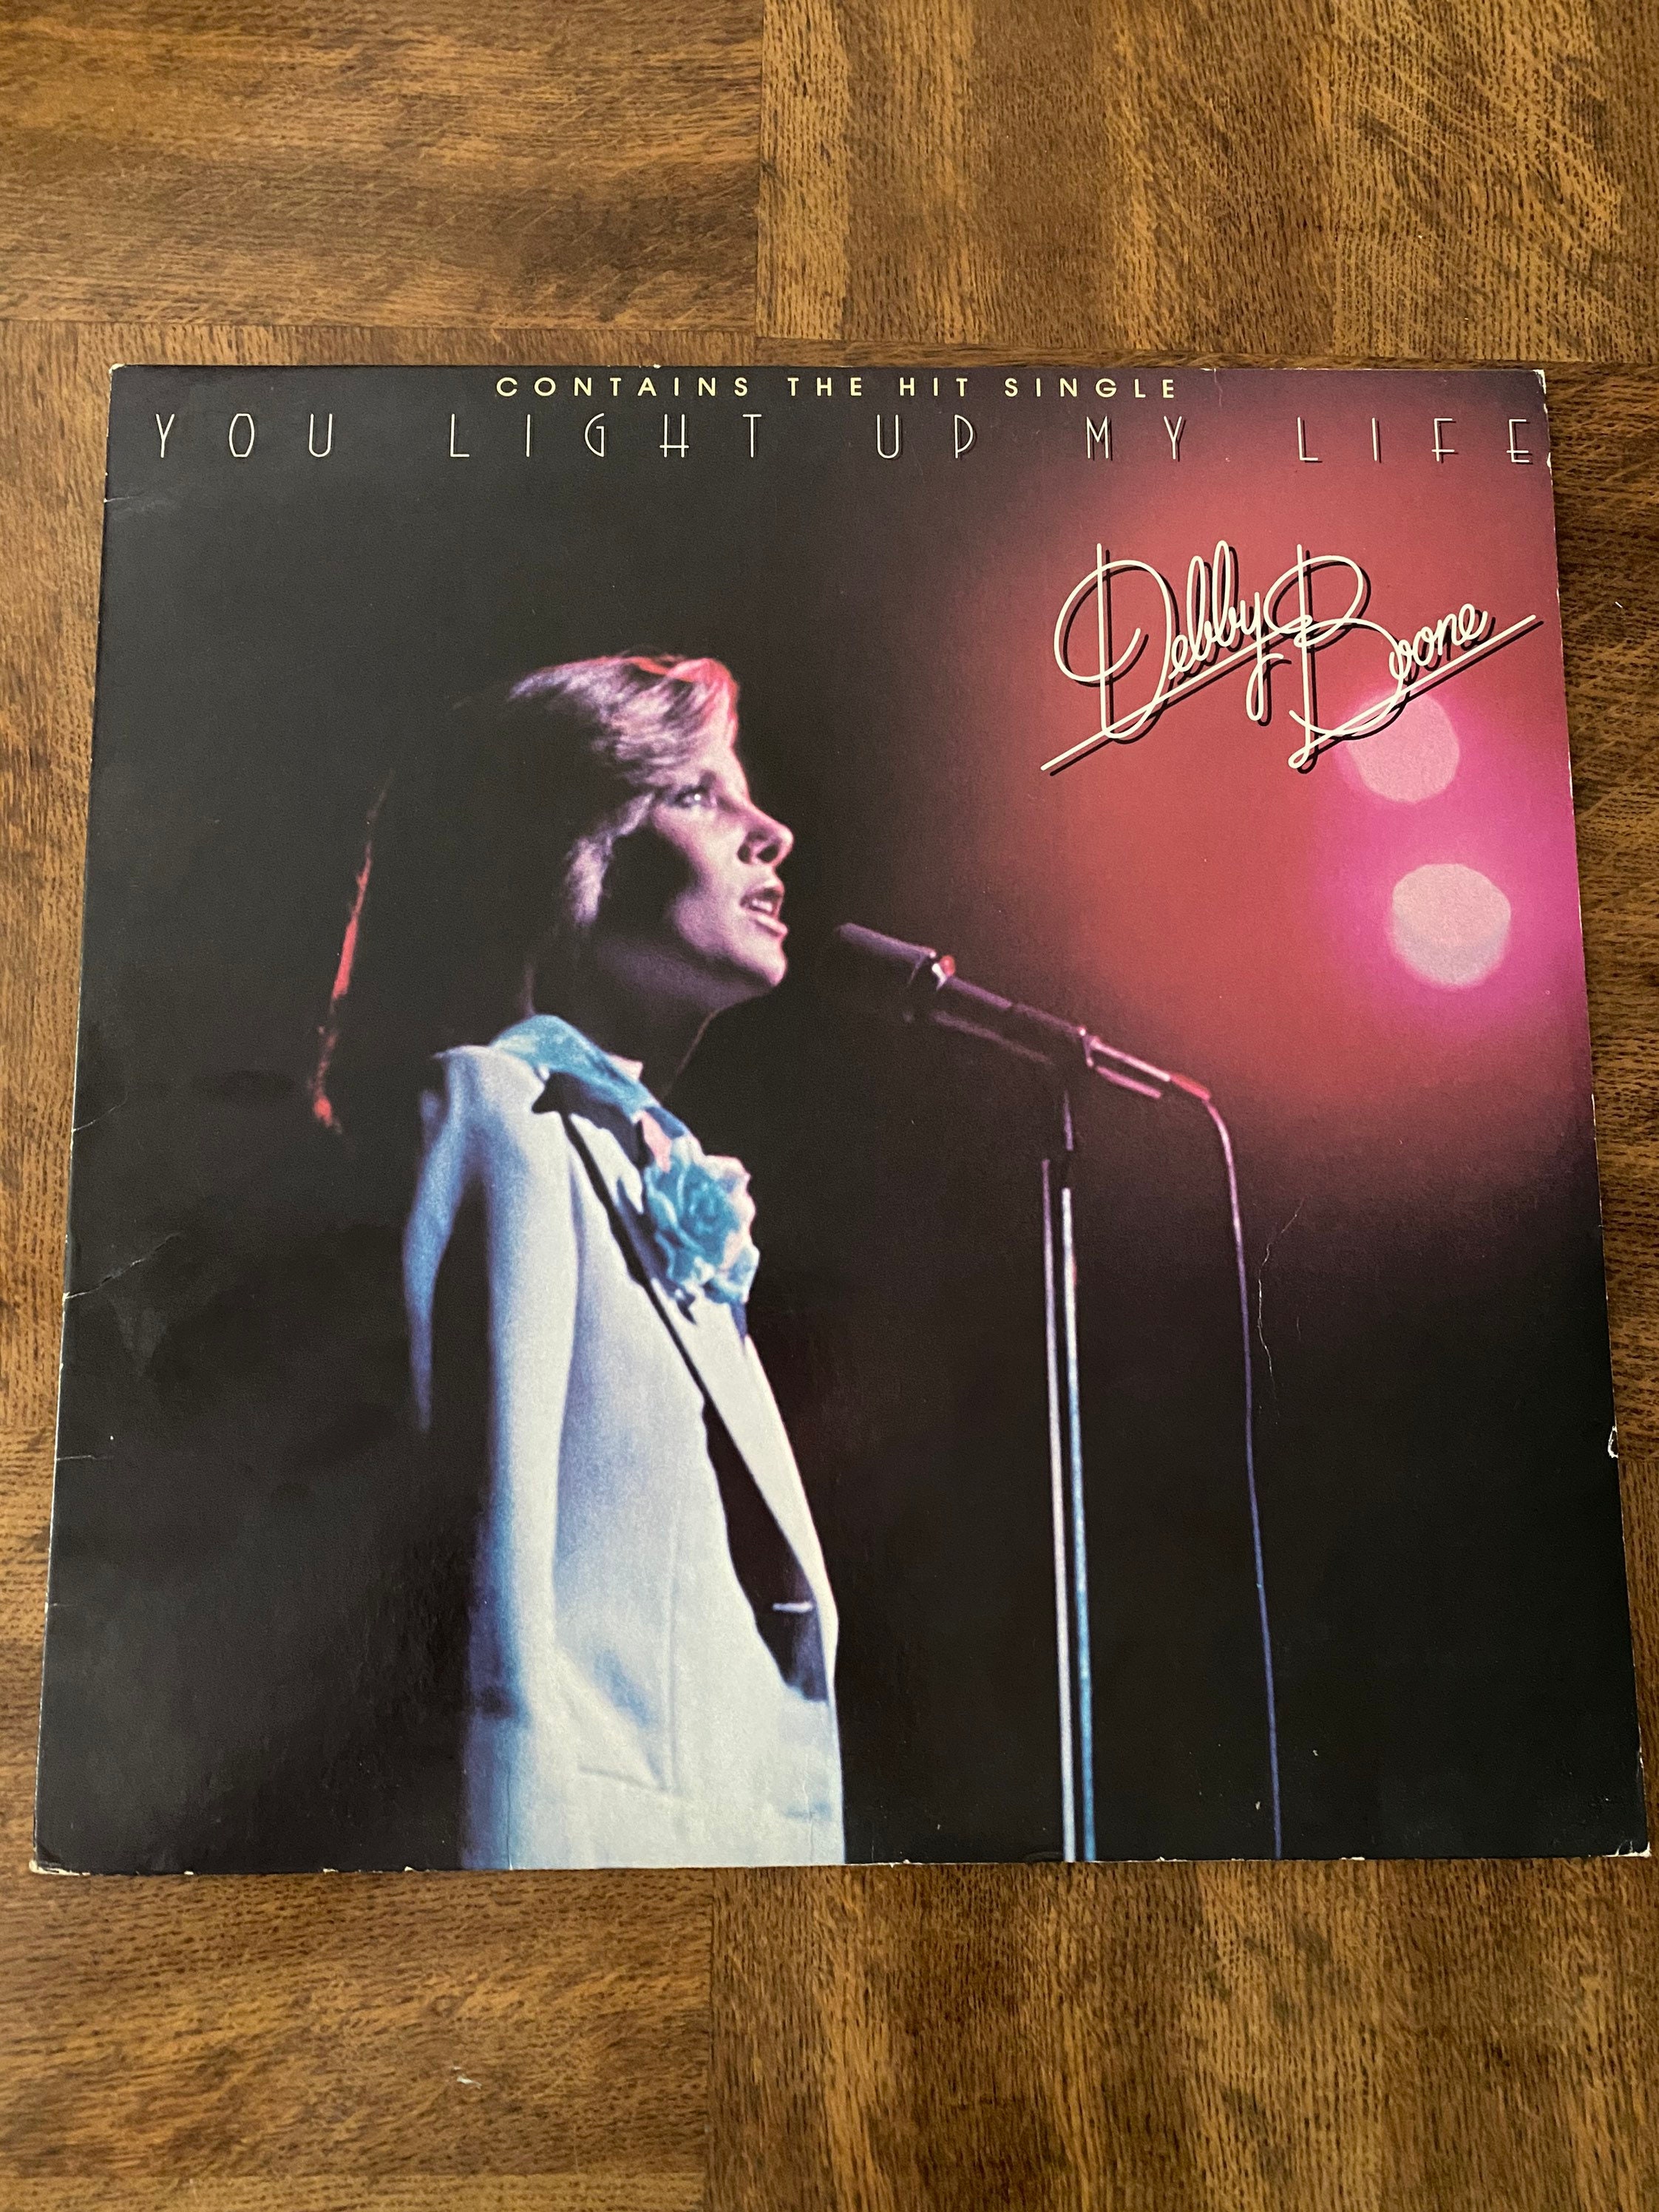 CONTAINS THE HIT SINGLE
YOU LIGHT UP MY LIFE
Debby Boone